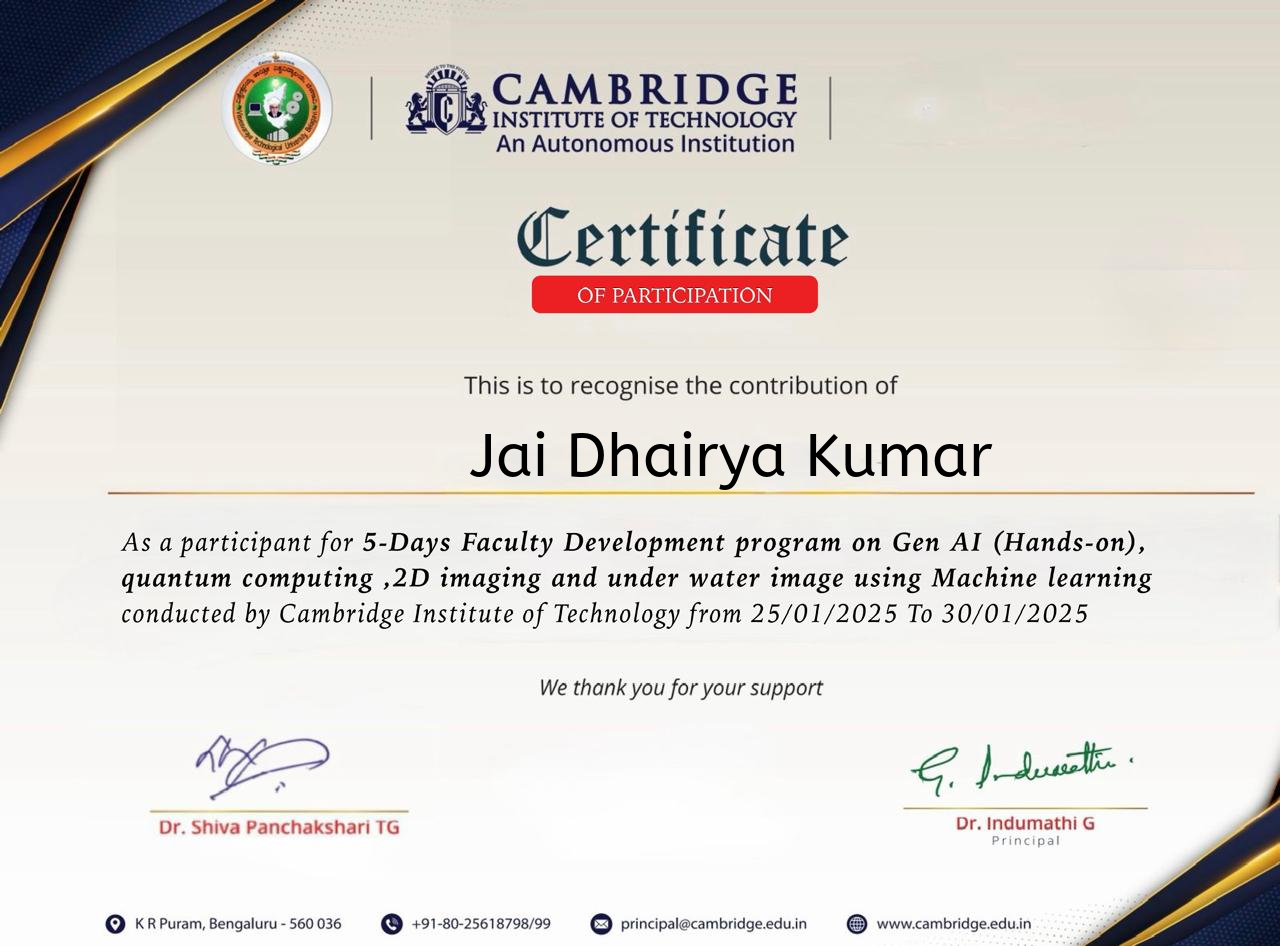 CAMBRIDGE
INSTITUTE OF TECHNOLOGY
An Autonomous Institution
Certificate
OF PARTICIPATION
This is to recognise the contribution of
Jai Dhairya Kumar
As a participant for 5-Days Faculty Development program on Gen AI (Hands-on),
quantum computing ,2D imaging and under water image using Machine learning
conducted by Cambridge Institute of Technology from 25/01/2025 To 30/01/2025
We thank you for your support
G. Indumathi
Dr. Shiva Panchakshari TG
Dr. Indumathi G
Principal
K R Puram, Bengaluru - 560 036
+91-80-25618798/99
principal@cambridge.edu.in
www.cambridge.edu.in